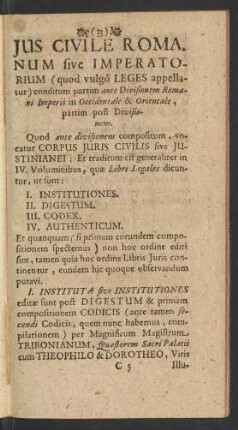 (33)
JUS CIVILE ROMA-
NUM sive IMPERATO-
RIUM (quod vulgò LEGES appella-
tur) conditum partim ante Divisionem Roma-
ni Imperii in Occidentale & Orientale,
partim post Divisio-
nem.
Quod ante divisionem compositum, vo-
catur CORPUS JURIS CIVILIS sive JU-
STINIANEI: Et traditum est generaliter in
IV. Voluminibus, quæ Libri Legales dicun-
tur, ut sunt:
I. INSTITUTIONES.
II. DIGESTUM.
III. CODEX.
IV. AUTHENTICUM.
Et quanquam (si primam eorundem compo-
sitionem spectemus) non hoc ordine editi
sint, tamen quia hoc ordine Libris Juris con-
tinentur, eundem hic quoque observandum
putavi.
I. INSTITUTA sive INSTITUTIONES
editæ sunt post DIGESTUM & primam
compositionem CODICIS (ante tamen se-
cundi Codicis, quem nunc habemus, com-
pilationem) per Magnificum Magistrum
TRIBONIANUM, Quæstorem Sacri Palatii
cum THEOPHILO & DOROTHEO, Viris
C 5 Illu-